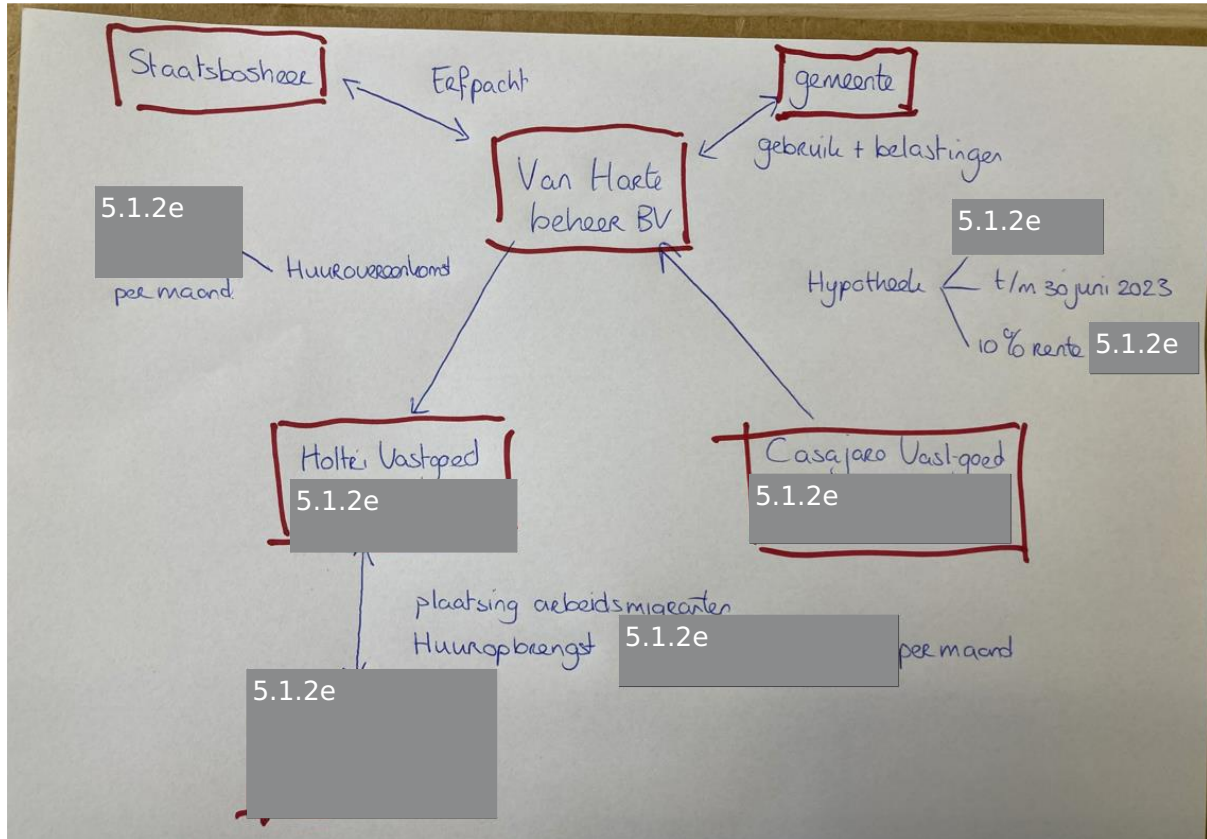 Staatsbosheer
Erfpacht
gemeente
gebruik + belastingen
Van Harte
beheer BV
5.1.2e
per maand.
Huurovereenkomst
5.1.2e
Hypotheek
t/m 30 juni 2023
10% rente 5.1.2e
Holtei Vastgoed
5.1.2e
Casajaro Vastgoed
5.1.2e
plaatsing arbeidsmigranten
Huuropbrengst 5.1.2e per maand
5.1.2e